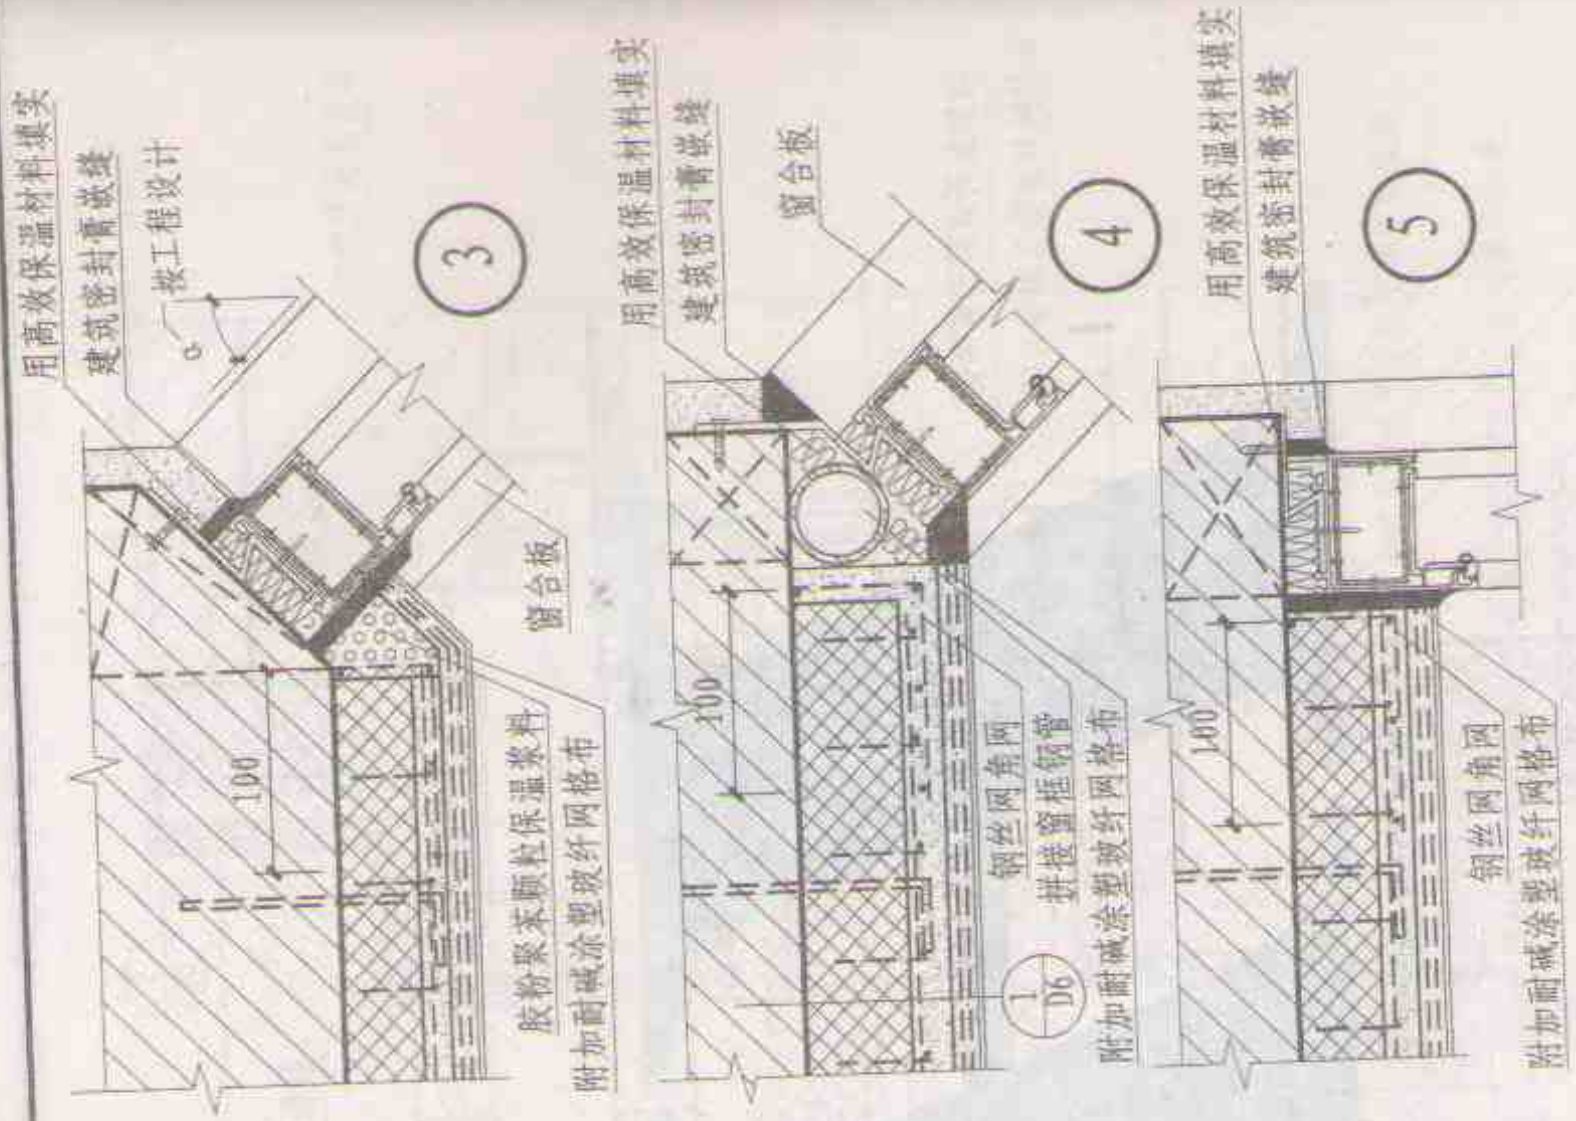 用高效保温材料填实
建筑密封膏嵌缝
按工程设计
α
100
窗台板
胶粉聚苯颗粒保温浆料
附加耐碱涂塑玻纤网格布
3
用高效保温材料填实
建筑密封膏嵌缝
窗台板
100
钢丝网角网
拼接窗框钢管
附加耐碱涂塑玻纤网格布
1
D6
4
用高效保温材料填实
建筑密封膏嵌缝
100
钢丝网角网
附加耐碱涂塑玻纤网格布
5